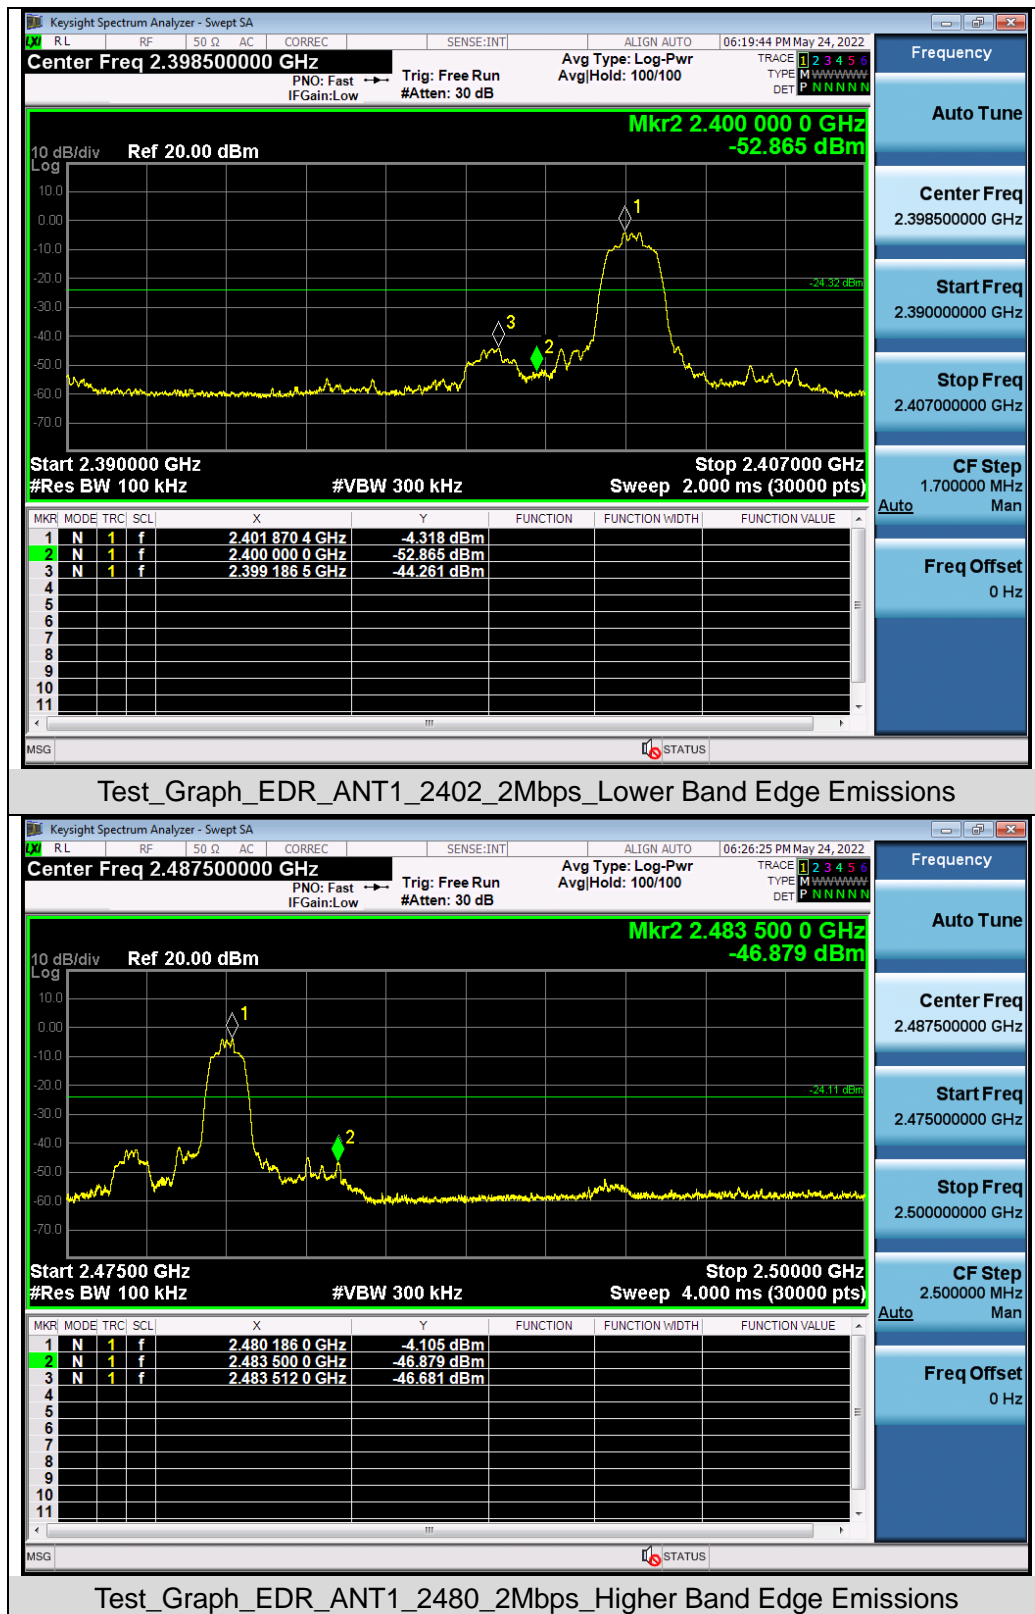 Keysight Spectrum Analyzer - Swept SA
LXI RL RF 50 Ω AC CORREC SENSE:INT ALIGN AUTO 06:19:44 PM May 24, 2022
Center Freq 2.398500000 GHz
PNO: Fast
IFGain:Low
Trig: Free Run
#Atten: 30 dB
Avg Type: Log-Pwr
Avg|Hold: 100/100
TRACE 1 2 3 4 5 6
TYPE M WWWWW
DET P N N N N N
Mkr2 2.400 000 0 GHz
-52.865 dBm
10 dB/div Ref 20.00 dBm
Log
10.0
0.00
-10.0
-20.0
-30.0
-40.0
-50.0
-60.0
-70.0
1
-24.32 dBm
3
2
Start 2.390000 GHz Stop 2.407000 GHz
#Res BW 100 kHz #VBW 300 kHz Sweep 2.000 ms (30000 pts)
MKR MODE TRC SCL X Y FUNCTION FUNCTION WIDTH FUNCTION VALUE
1 N 1 f 2.401 870 4 GHz -4.318 dBm
2 N 1 f 2.400 000 0 GHz -52.865 dBm
3 N 1 f 2.399 186 5 GHz -44.261 dBm
4
5
6
7
8
9
10
11
MSG STATUS
Frequency
Auto Tune
Center Freq
2.398500000 GHz
Start Freq
2.390000000 GHz
Stop Freq
2.407000000 GHz
CF Step
1.700000 MHz
Auto Man
Freq Offset
0 Hz
Test_Graph_EDR_ANT1_2402_2Mbps_Lower Band Edge Emissions
Keysight Spectrum Analyzer - Swept SA
LXI RL RF 50 Ω AC CORREC SENSE:INT ALIGN AUTO 06:26:25 PM May 24, 2022
Center Freq 2.487500000 GHz
PNO: Fast
IFGain:Low
Trig: Free Run
#Atten: 30 dB
Avg Type: Log-Pwr
Avg|Hold: 100/100
TRACE 1 2 3 4 5 6
TYPE M WWWWW
DET P N N N N N
Mkr2 2.483 500 0 GHz
-46.879 dBm
10 dB/div Ref 20.00 dBm
Log
10.0
0.00
-10.0
-20.0
-30.0
-40.0
-50.0
-60.0
-70.0
1
-24.11 dBm
2
Start 2.47500 GHz Stop 2.50000 GHz
#Res BW 100 kHz #VBW 300 kHz Sweep 4.000 ms (30000 pts)
MKR MODE TRC SCL X Y FUNCTION FUNCTION WIDTH FUNCTION VALUE
1 N 1 f 2.480 186 0 GHz -4.105 dBm
2 N 1 f 2.483 500 0 GHz -46.879 dBm
3 N 1 f 2.483 512 0 GHz -46.681 dBm
4
5
6
7
8
9
10
11
MSG STATUS
Frequency
Auto Tune
Center Freq
2.487500000 GHz
Start Freq
2.475000000 GHz
Stop Freq
2.500000000 GHz
CF Step
2.500000 MHz
Auto Man
Freq Offset
0 Hz
Test_Graph_EDR_ANT1_2480_2Mbps_Higher Band Edge Emissions